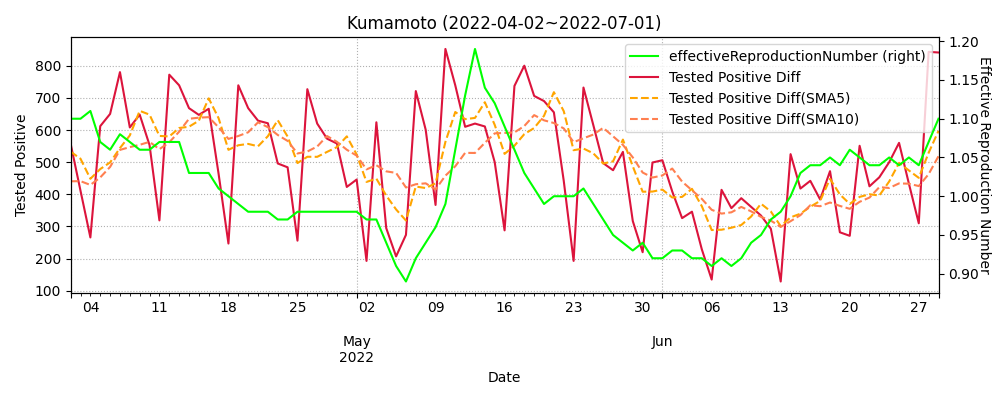 Kumamoto (2022-04-02~2022-07-01)
effectiveReproductionNumber (right)
Tested Positive Diff
Tested Positive Diff(SMA5)
Tested Positive Diff(SMA10)
Tested Positive
800
700
600
500
400
300
200
100
1.20
1.15
1.10
1.05
1.00
0.95
0.90
Effective Reproduction Number
04 11 18 25 02 09 16 23 30 06 13 20 27
May Jun
2022
Date